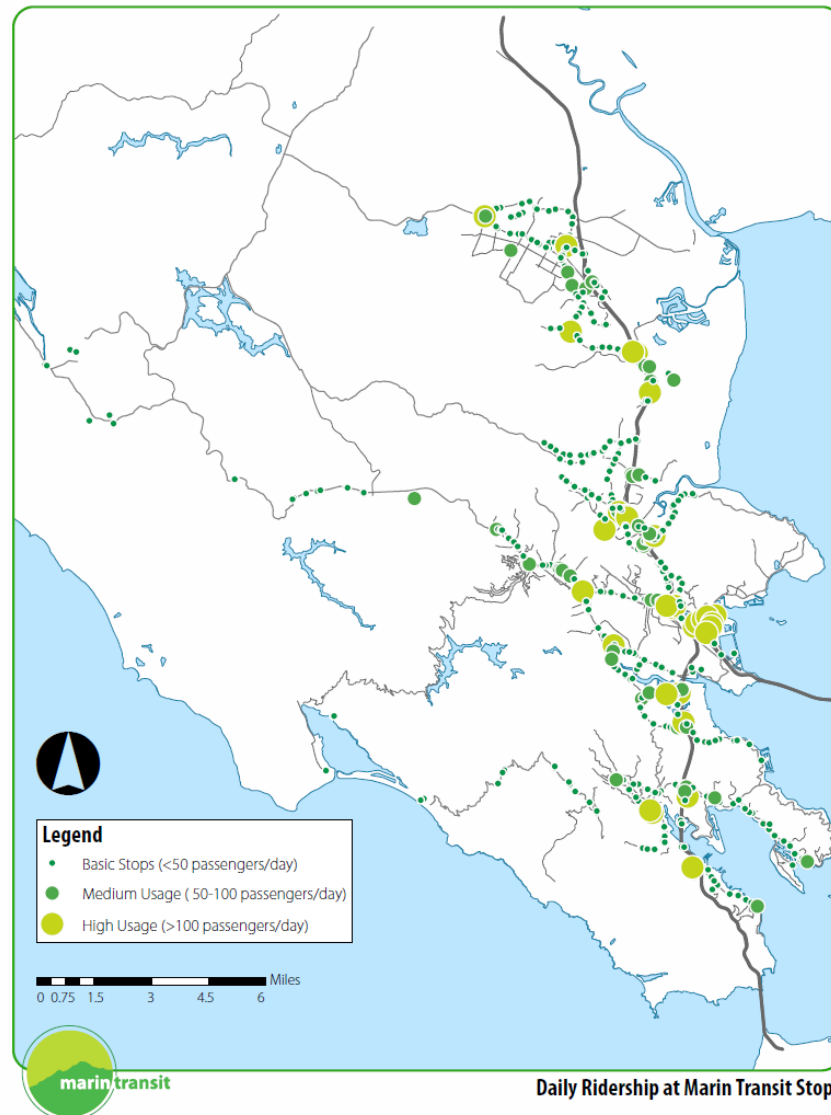 Legend
Basic Stops (<50 passengers/day)
Medium Usage ( 50-100 passengers/day)
High Usage (>100 passengers/day)
Miles
0 0.75 1.5 3 4.5 6
marin transit
Daily Ridership at Marin Transit Stop